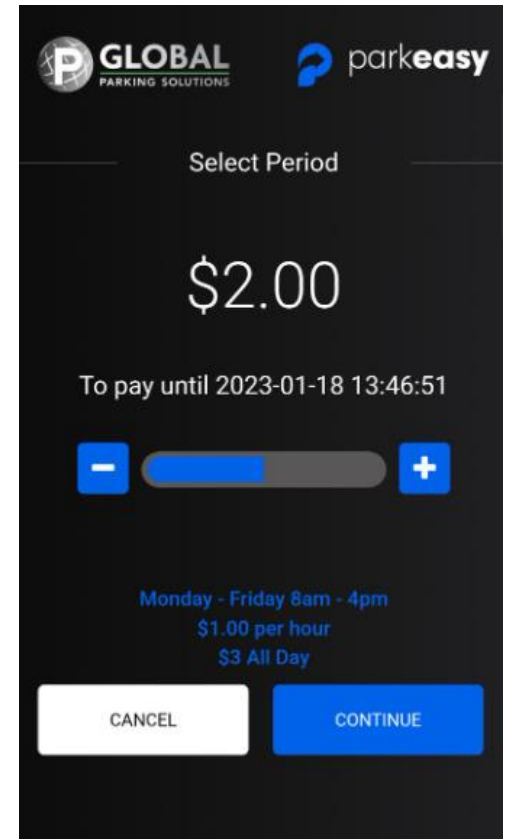 GLOBAL
PARKING SOLUTIONS
parkeasy
Select Period
$2.00
To pay until 2023-01-18 13:46:51
Monday - Friday 8am - 4pm
$1.00 per hour
$3 All Day
CANCEL
CONTINUE